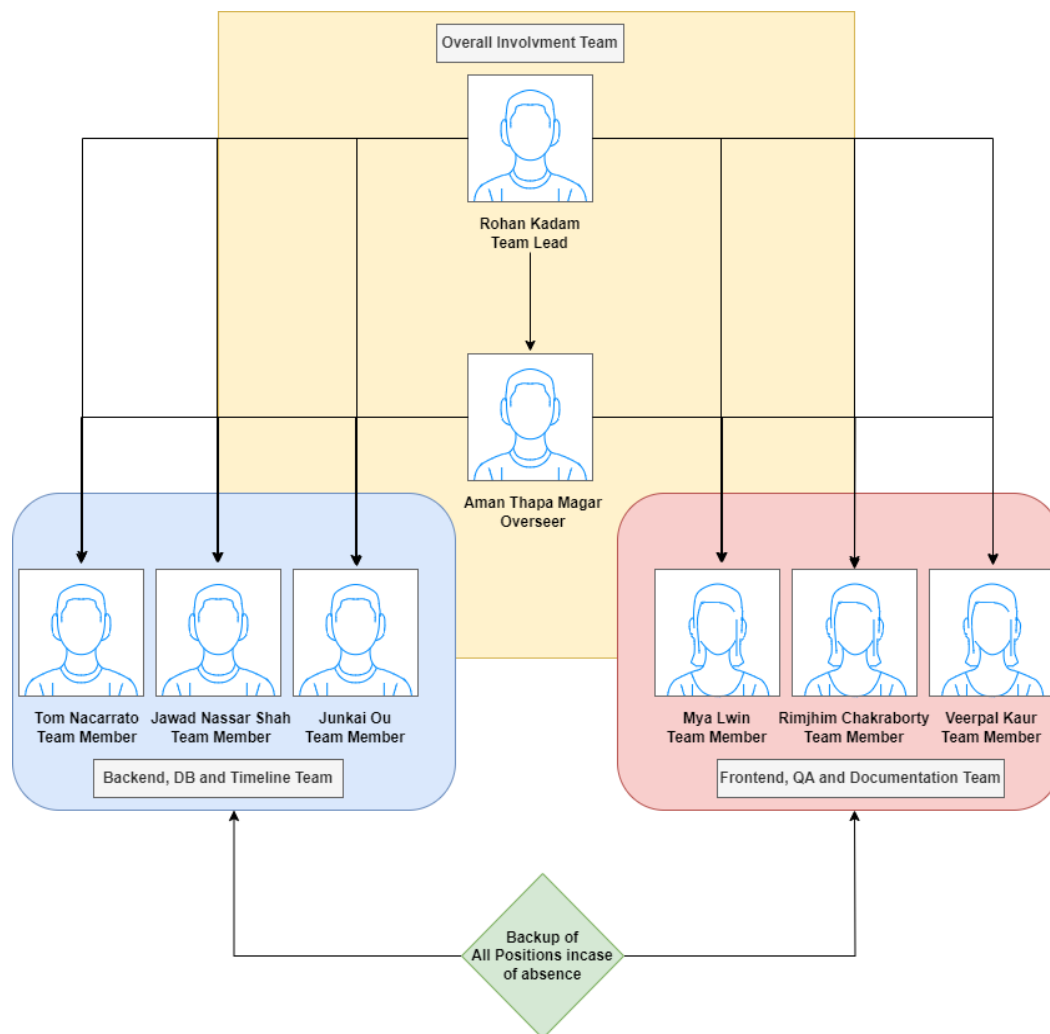 Overall Involvment Team
Rohan Kadam
Team Lead
Aman Thapa Magar
Overseer
Tom Nacarrato
Team Member
Jawad Nassar Shah
Team Member
Junkai Ou
Team Member
Mya Lwin
Team Member
Rimjhim Chakraborty
Team Member
Veerpal Kaur
Team Member
Backend, DB and Timeline Team
Frontend, QA and Documentation Team
Backup of
All Positions incase
of absence